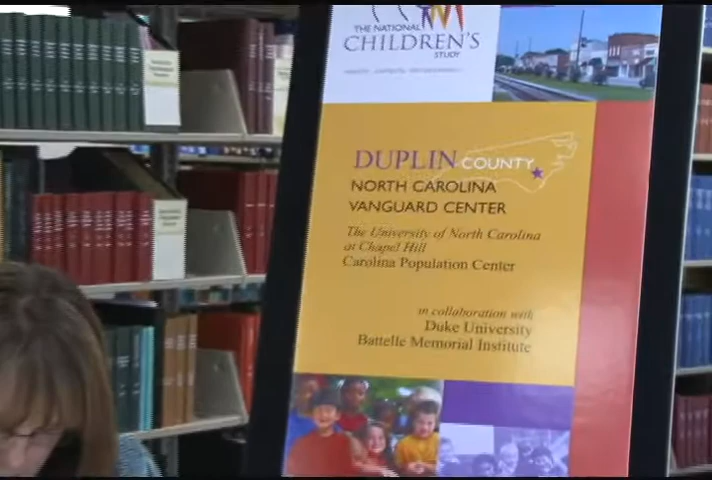 THE NATIONAL
CHILDREN'S
STUDY
DUPLIN COUNTY
NORTH CAROLINA
VANGUARD CENTER
The University of North Carolina
at Chapel Hill
Carolina Population Center
in collaboration with
Duke University
Battelle Memorial Institute